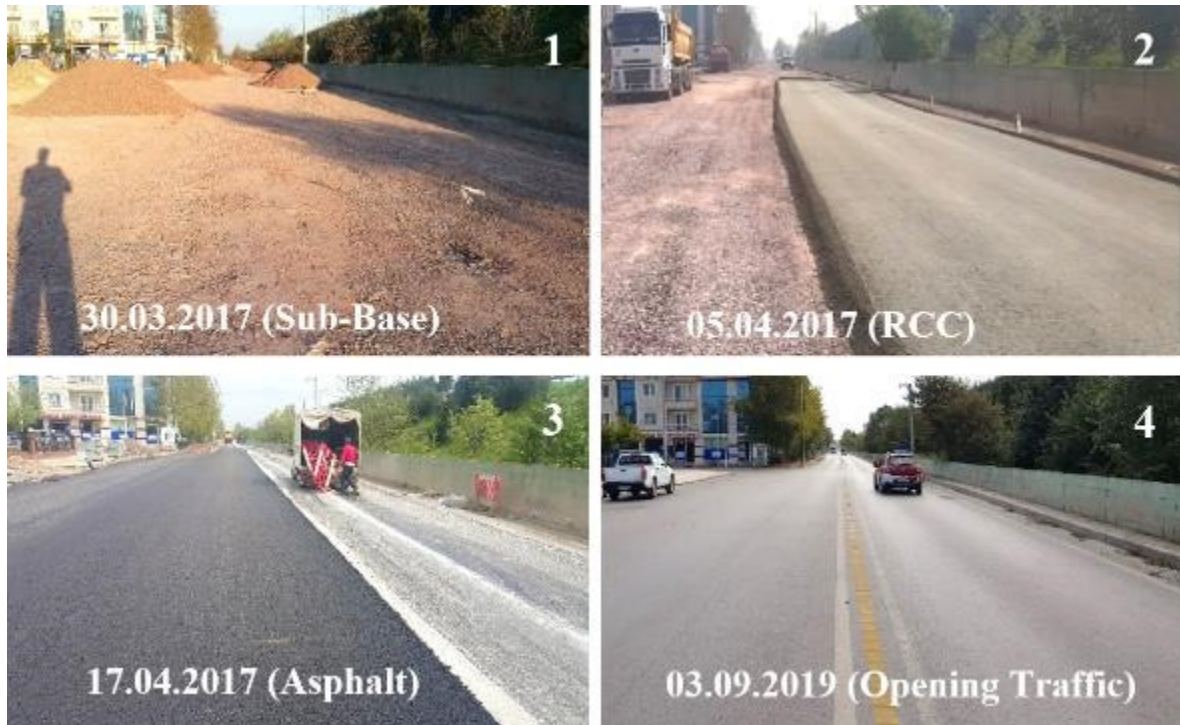 1
30.03.2017 (Sub-Base)
2
05.04.2017 (RCC)
3
17.04.2017 (Asphalt)
4
03.09.2019 (Opening Traffic)